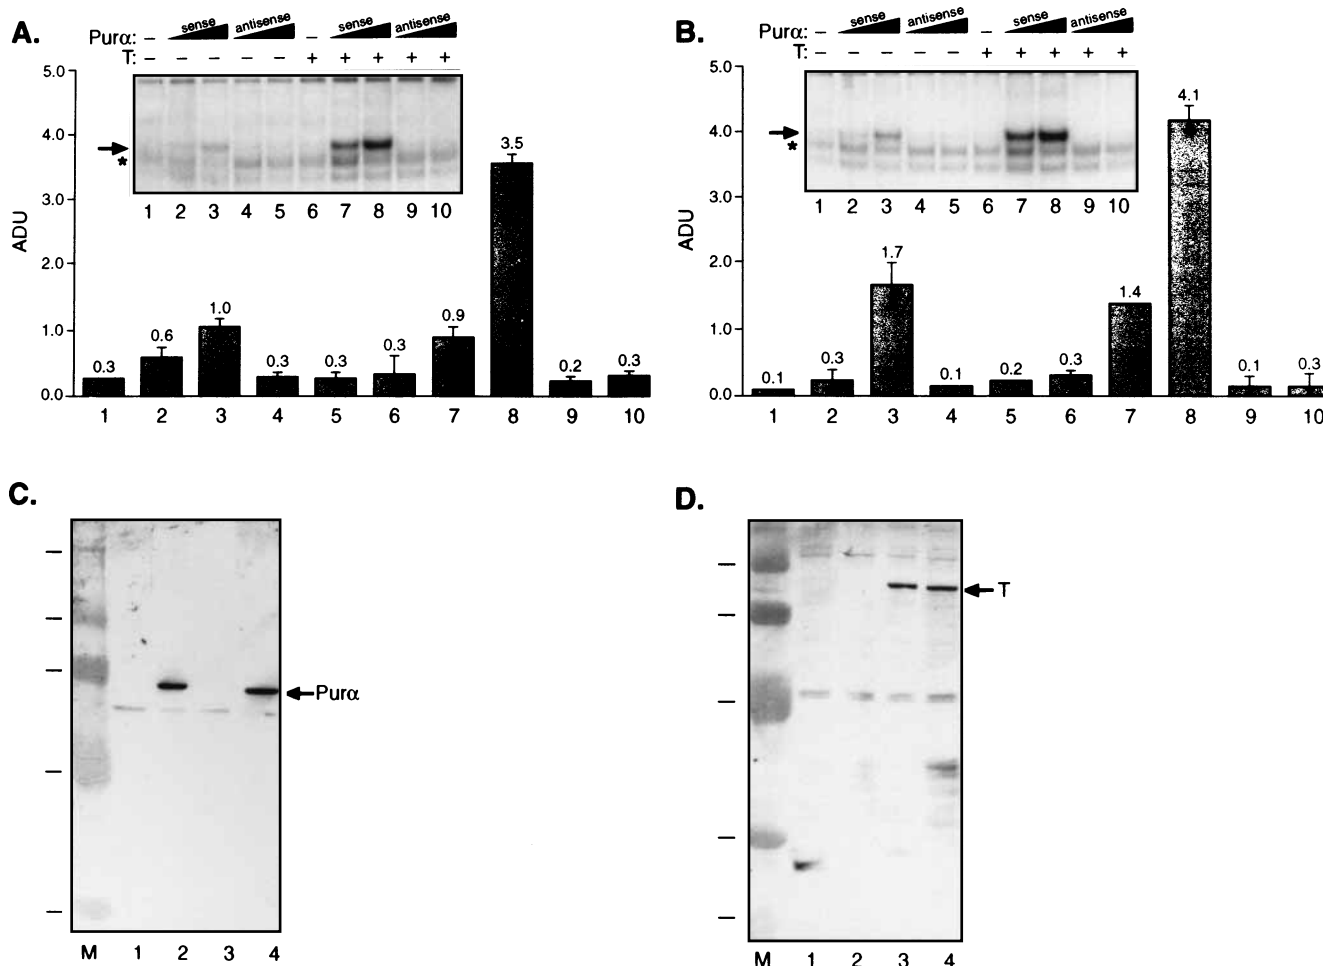 A.
Purα: – sense antisense – sense antisense
T: – – – – – + + + + +
5.0
4.0
3.0
2.0
1.0
0.0
ADU
*
1 2 3 4 5 6 7 8 9 10
0.3 0.6 1.0 0.3 0.3 0.3 0.9 3.5 0.2 0.3
1 2 3 4 5 6 7 8 9 10
B.
Purα: – sense antisense – sense antisense
T: – – – – – + + + + +
5.0
4.0
3.0
2.0
1.0
0.0
ADU
*
1 2 3 4 5 6 7 8 9 10
0.1 0.3 1.7 0.1 0.2 0.3 1.4 4.1 0.1 0.3
1 2 3 4 5 6 7 8 9 10
C.
Purα
M 1 2 3 4
D.
T
M 1 2 3 4